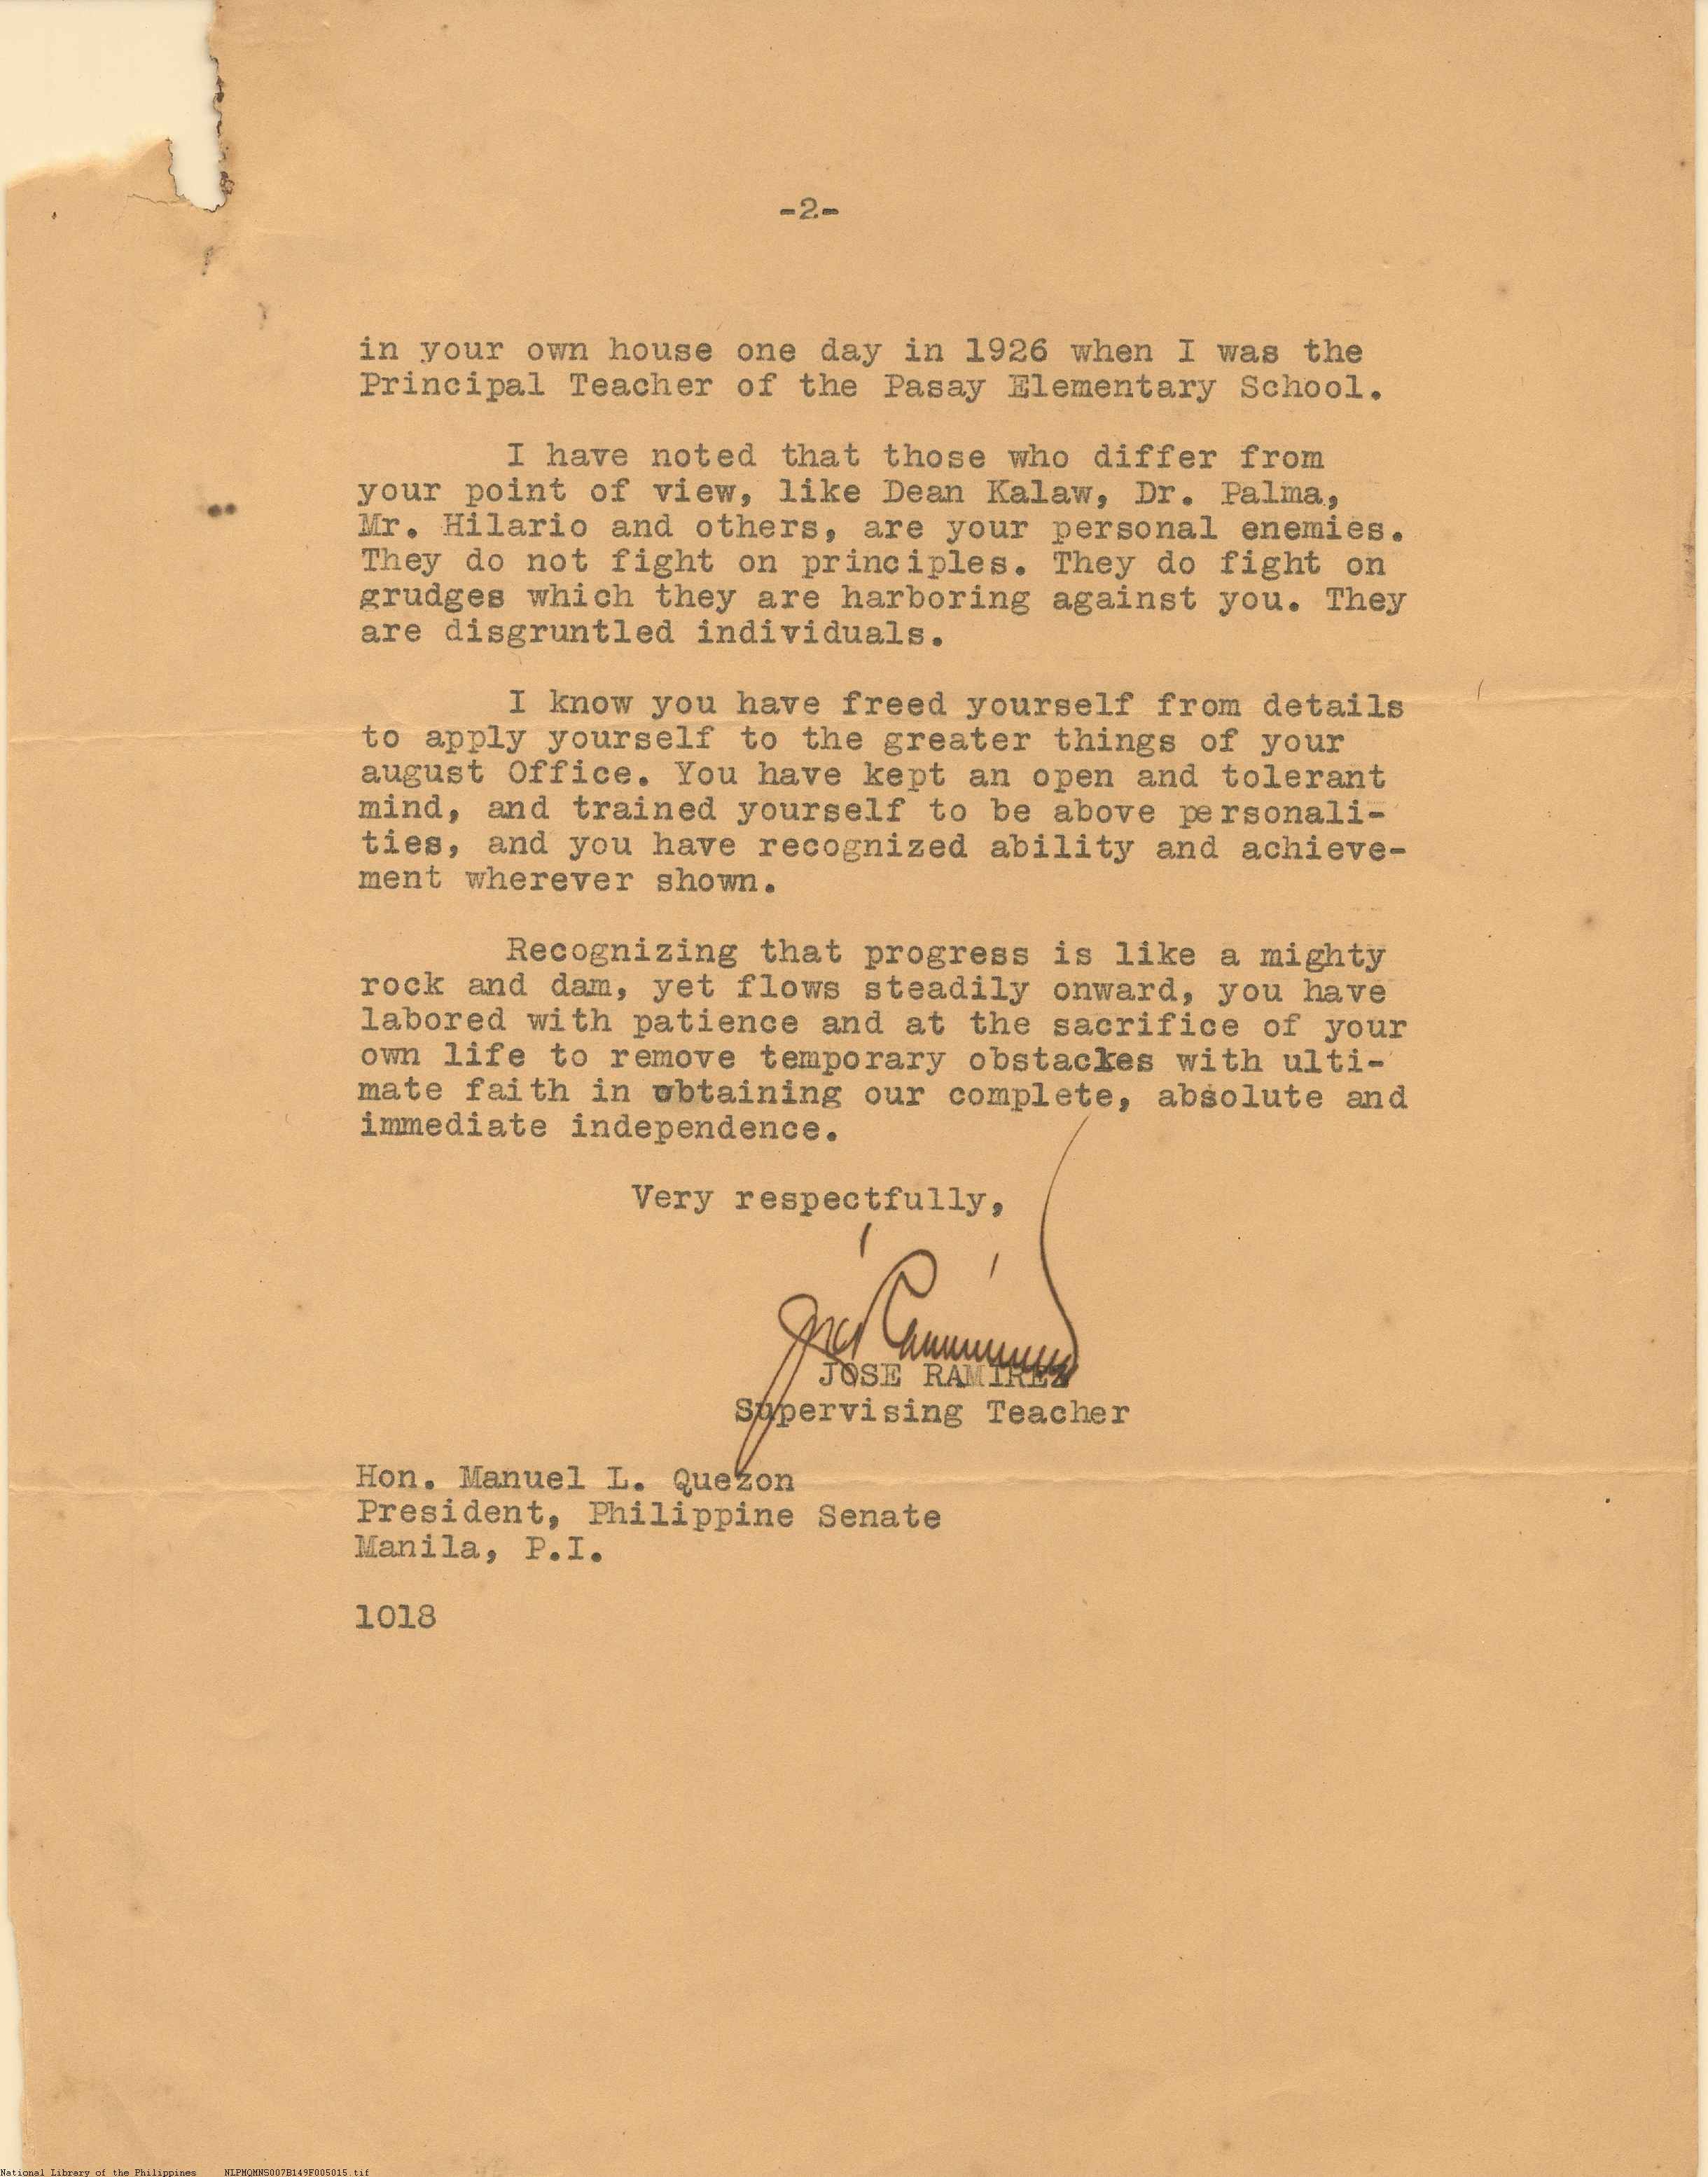 -2-
in your own house one day in 1926 when I was the
Principal Teacher of the Pasay Elementary School.
I have noted that those who differ from
your point of view, like Dean Kalaw, Dr. Palma,
Mr. Hilario and others, are your personal enemies.
They do not fight on principles. They do fight on
grudges which they are harboring against you. They
are disgruntled individuals.
I know you have freed yourself from details
to apply yourself to the greater things of your
august Office. You have kept an open and tolerant
mind, and trained yourself to be above personali-
ties, and you have recognized ability and achieve-
ment wherever shown.
Recognizing that progress is like a mighty
rock and dam, yet flows steadily onward, you have
labored with patience and at the sacrifice of your
own life to remove temporary obstackes with ulti-
mate faith in obtaining our complete, absolute and
immediate independence.
Very respectfully,
José Ramírez
JOSE RAMIREZ
Supervising Teacher
Hon. Manuel L. Quezon
President, Philippine Senate
Manila, P.I.
1018
National Library of the Philippines NLPMQMNS007B149F005015.tif